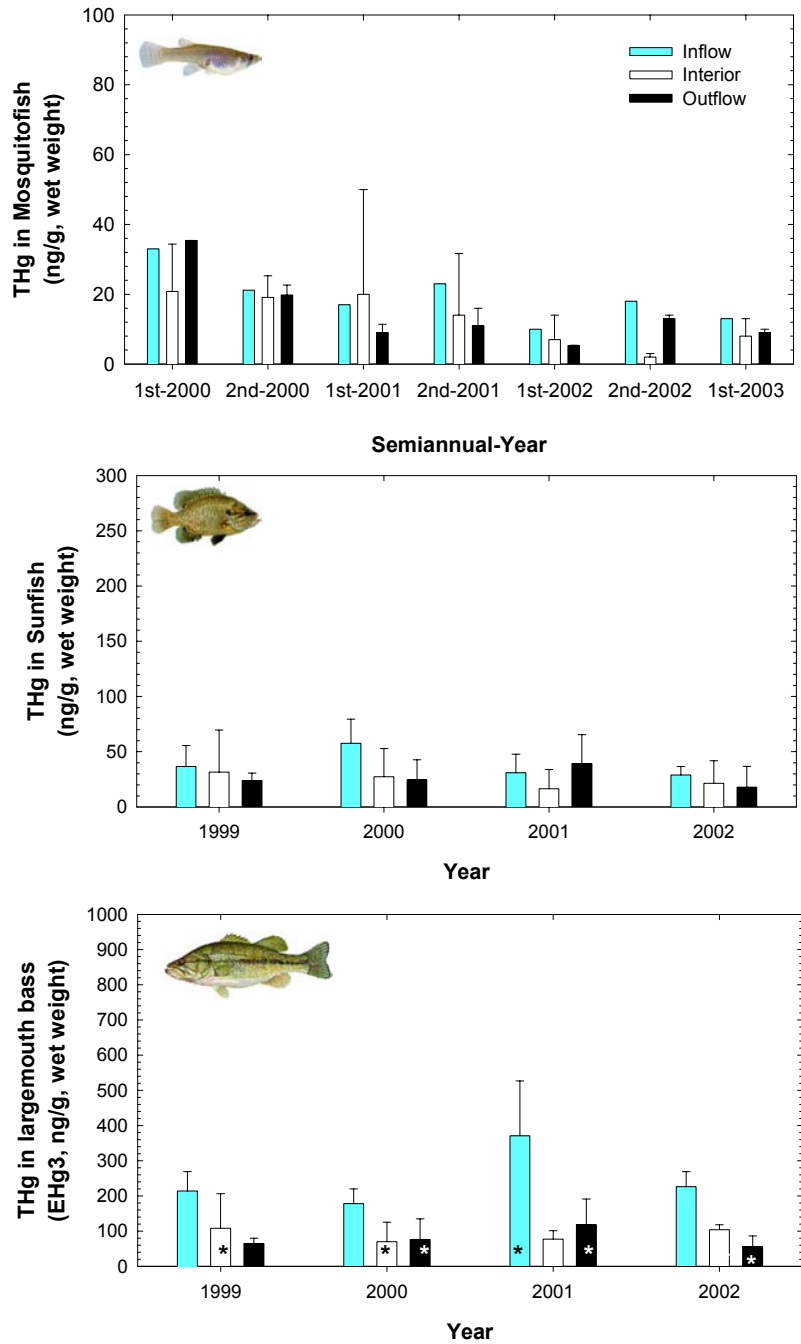 THg in Mosquitofish
(ng/g, wet weight)
100
80
60
40
20
0
Inflow
Interior
Outflow
1st-2000 2nd-2000 1st-2001 2nd-2001 1st-2002 2nd-2002 1st-2003
Semiannual-Year
THg in Sunfish
(ng/g, wet weight)
300
250
200
150
100
50
0
1999 2000 2001 2002
Year
THg in largemouth bass
(EHg3, ng/g, wet weight)
1000
900
800
700
600
500
400
300
200
100
0
* * * * * *
1999 2000 2001 2002
Year